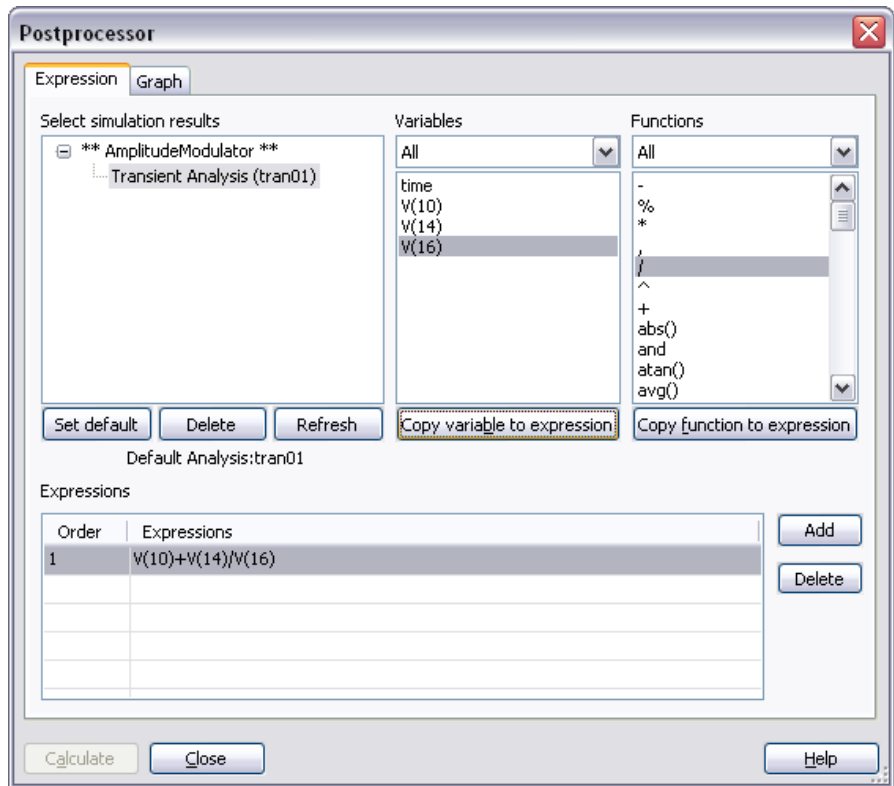 Postprocessor
Expression Graph
Select simulation results Variables Functions
** AmplitudeModulator ** All All
Transient Analysis (tran01)
time
V(10)
V(14)
V(16)
-
%
*
,
/
^
+
abs()
and
atan()
avg()
Set default Delete Refresh Copy variable to expression Copy function to expression
Default Analysis:tran01
Expressions
Order Expressions Add
1 V(10)+V(14)/V(16)
Delete
Calculate Close Help